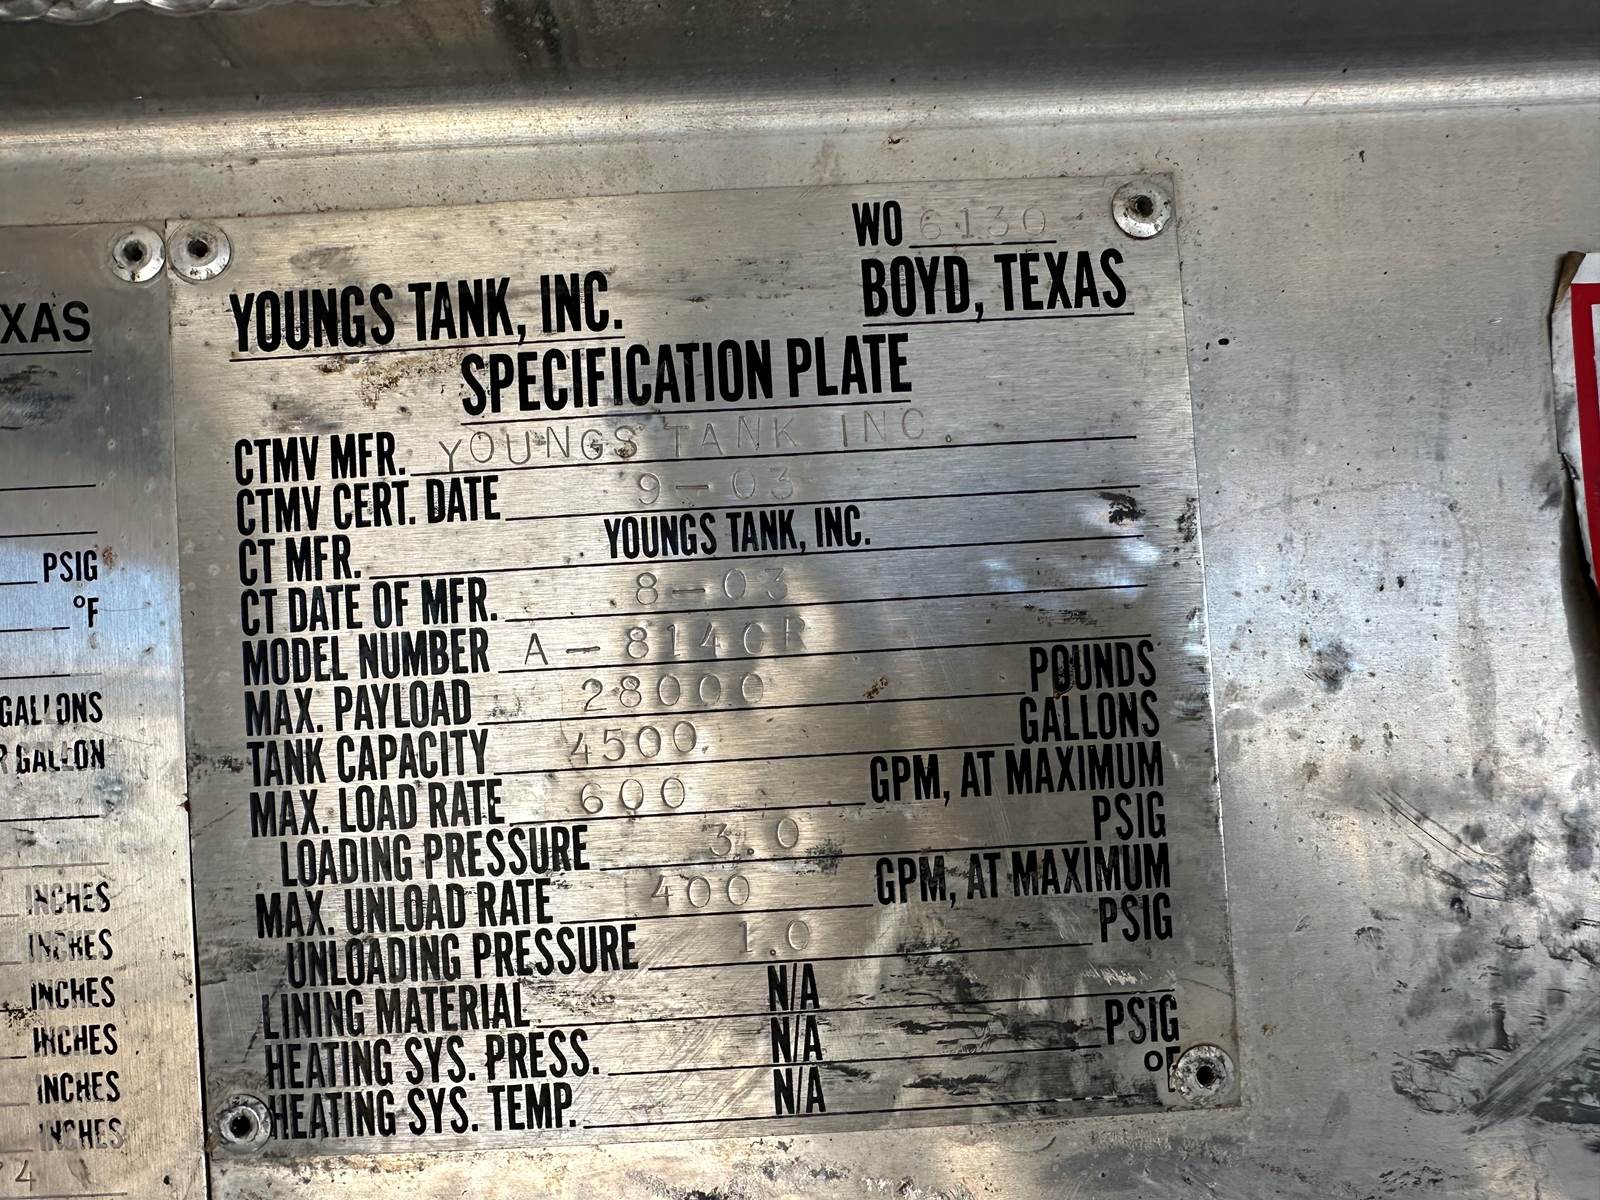 XAS
PSIG
°F
GALLONS
R GALLON
INCHES
INCHES
INCHES
INCHES
INCHES
INCHES
4
WO 6130
YOUNGS TANK, INC. BOYD, TEXAS
SPECIFICATION PLATE
CTMV MFR. YOUNGS TANK INC.
CTMV CERT. DATE 9-03
CT MFR. YOUNGS TANK, INC.
CT DATE OF MFR. 8-03
MODEL NUMBER A-8140R
MAX. PAYLOAD 28000 POUNDS
TANK CAPACITY 4500 GALLONS
MAX. LOAD RATE 600 GPM, AT MAXIMUM
LOADING PRESSURE 3.0 PSIG
MAX. UNLOAD RATE 400 GPM, AT MAXIMUM
UNLOADING PRESSURE 1.0 PSIG
LINING MATERIAL N/A
HEATING SYS. PRESS. N/A PSIG
HEATING SYS. TEMP. N/A °F